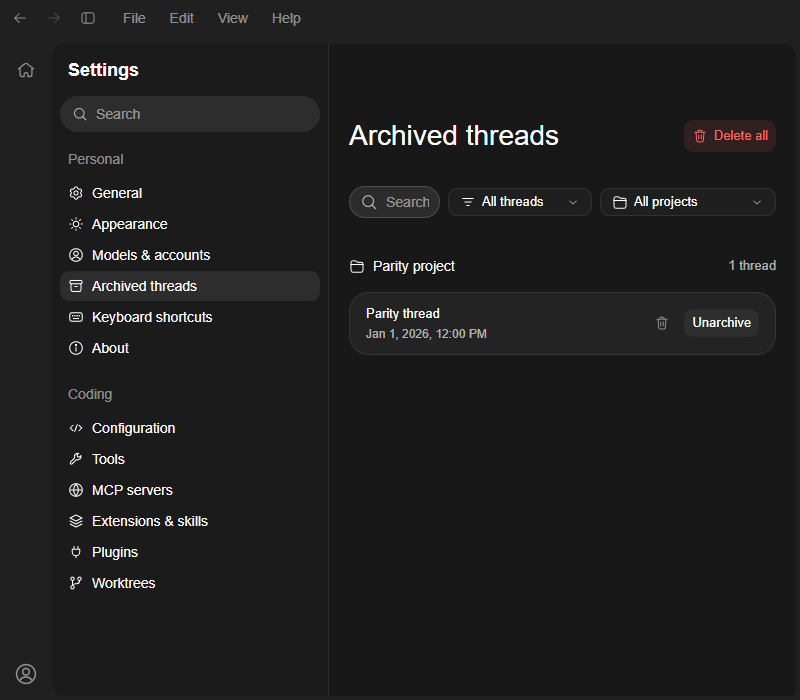 File Edit View Help
Settings
Search
Personal
General
Appearance
Models & accounts
Archived threads
Keyboard shortcuts
About
Coding
Configuration
Tools
MCP servers
Extensions & skills
Plugins
Worktrees
Archived threads
Delete all
Search
All threads
All projects
Parity project
1 thread
Parity thread
Jan 1, 2026, 12:00 PM
Unarchive